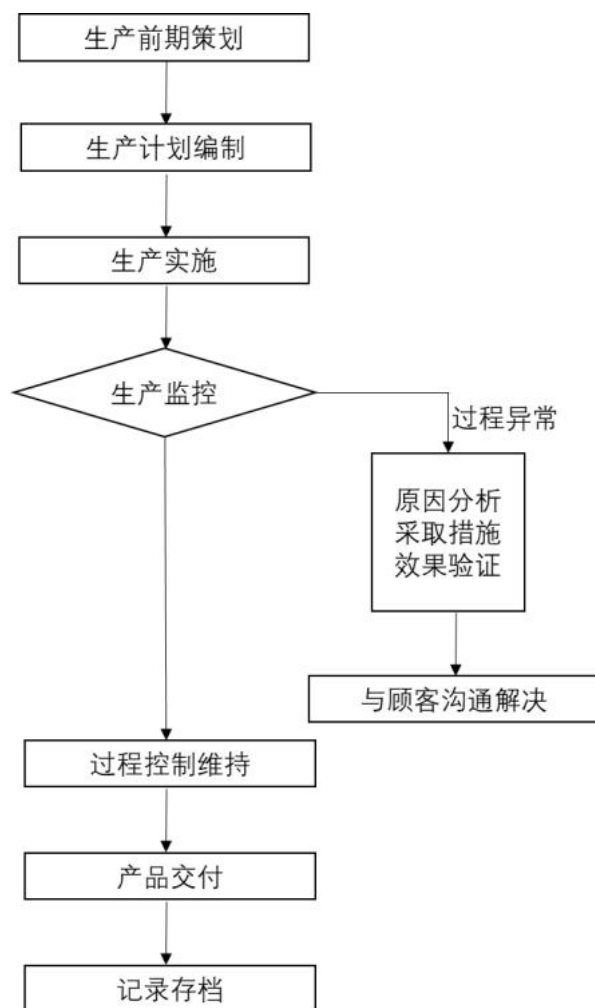 生产前期策划
生产计划编制
生产实施
生产监控
过程异常
原因分析
采取措施
效果验证
与顾客沟通解决
过程控制维持
产品交付
记录存档